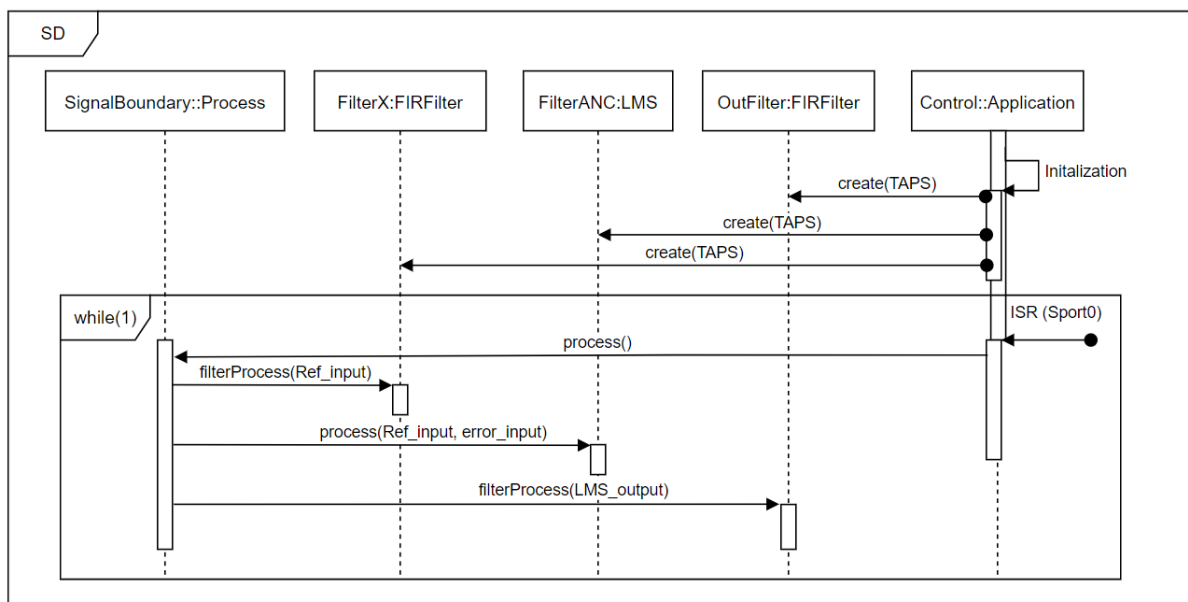 SD
SignalBoundary::Process
FilterX:FIRFilter
FilterANC:LMS
OutFilter:FIRFilter
Control::Application
Initalization
create(TAPS)
create(TAPS)
create(TAPS)
while(1)
ISR (Sport0)
process()
filterProcess(Ref_input)
process(Ref_input, error_input)
filterProcess(LMS_output)